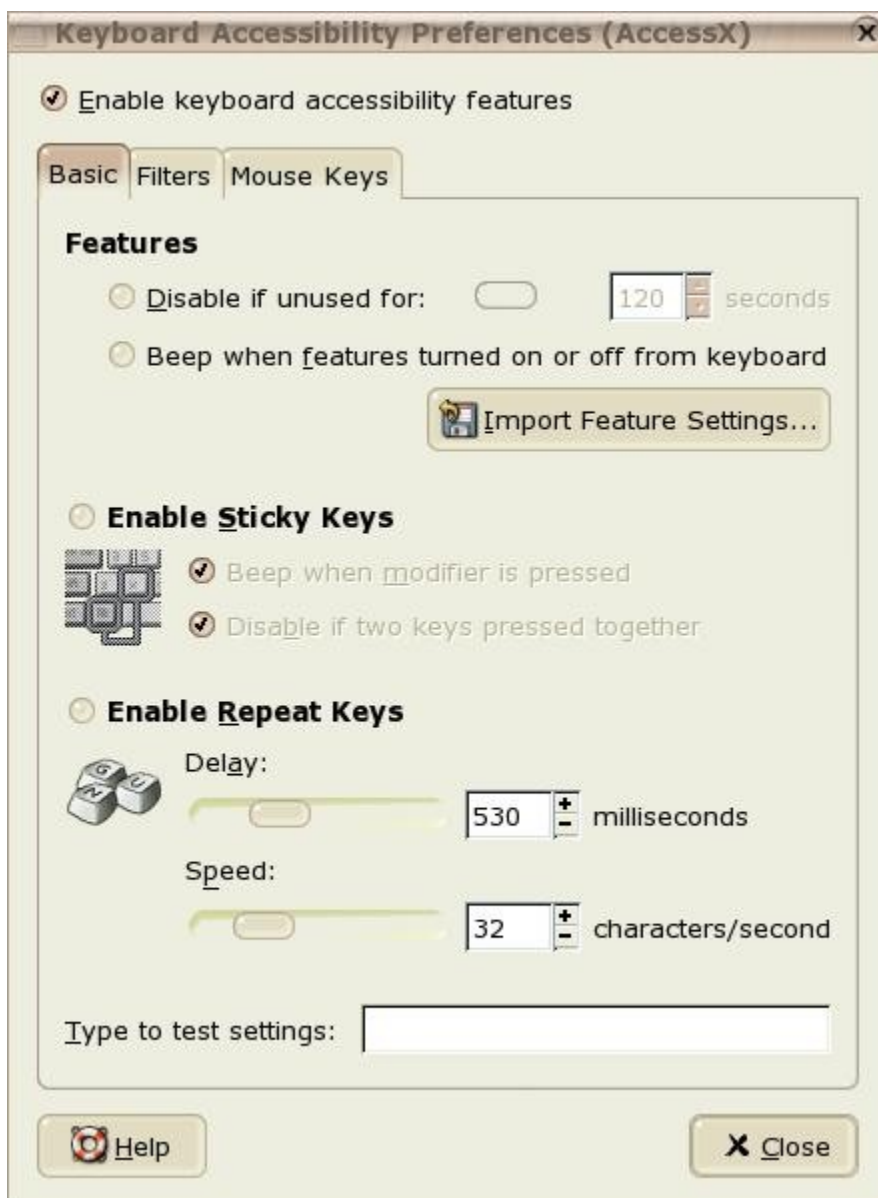 Keyboard Accessibility Preferences (AccessX)
Enable keyboard accessibility features
Basic Filters Mouse Keys
Features
Disable if unused for: 120 seconds
Beep when features turned on or off from keyboard
Import Feature Settings...
Enable Sticky Keys
Beep when modifier is pressed
Disable if two keys pressed together
Enable Repeat Keys
G N U
Delay:
530 milliseconds
Speed:
32 characters/second
Type to test settings:
Help Close